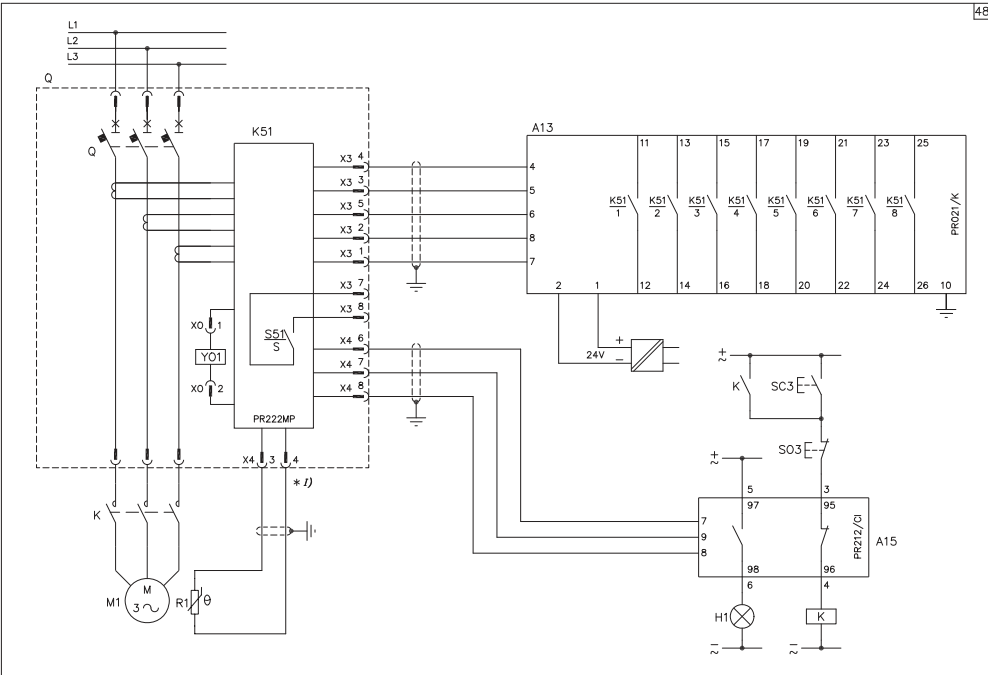 48
L1
L2
L3
Q
Q
K51
X3 4
X3 3
X3 5
X3 2
X3 1
X3 7
X3 8
X4 6
X4 7
X4 8
S51
S
X0 1
Y01
X0 2
PR222MP
X4 3 4
* 1)
K
M1
M
3
R1 θ
A13
4
5
6
8
7
11 13 15 17 19 21 23 25
K51 K51 K51 K51 K51 K51 K51 K51
1 2 3 4 5 6 7 8
PR021/K
2 1 12 14 16 18 20 22 24 26 10
+
24V
−
+
~
K SC3
SO3
+
~
5 3
97 95
7
9
8
PR212/CI
A15
98 96
6 4
H1 K
−
~
−
~